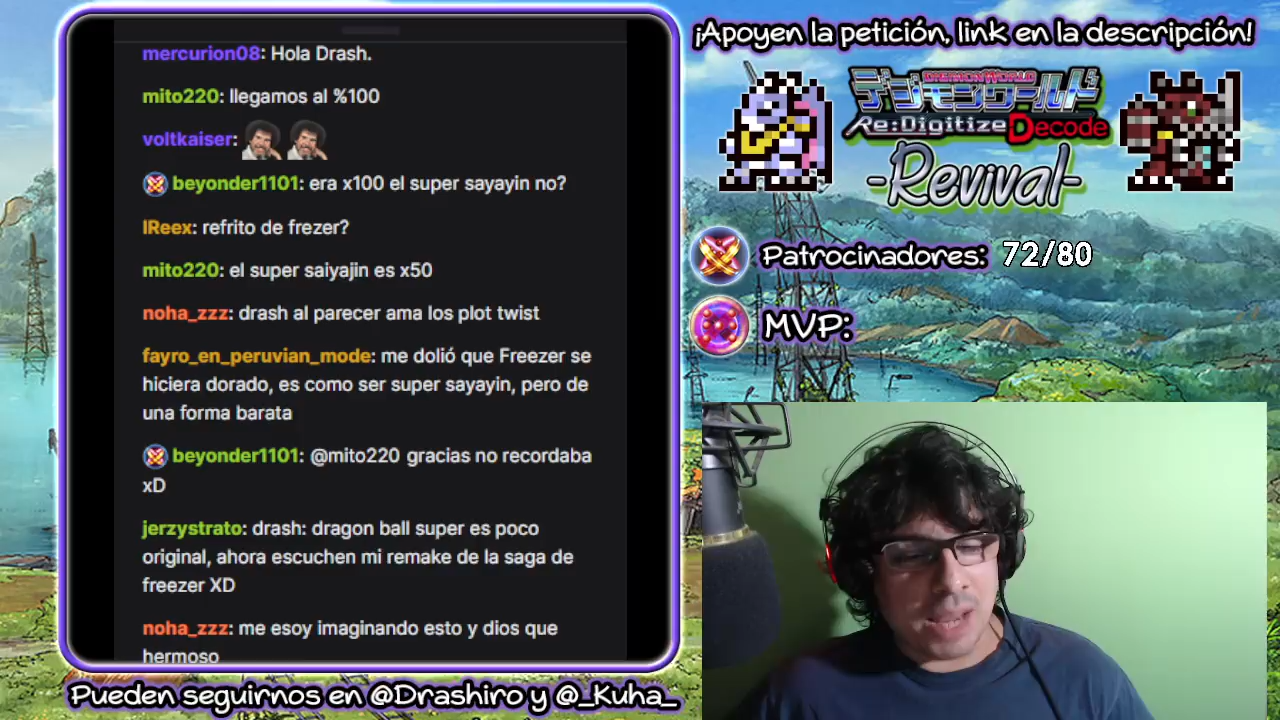 mercurion08: Hola Drash.
mito220: llegamos al %100
voltkaiser:
beyonder1101: era x100 el super sayayin no?
IReex: refrito de frezer?
mito220: el super saiyajin es x50
noha_zzz: drash al parecer ama los plot twist
fayro_en_peruvian_mode: me dolió que Freezer se
hiciera dorado, es como ser super sayayin, pero de
una forma barata
beyonder1101: @mito220 gracias no recordaba
xD
jerzystrato: drash: dragon ball super es poco
original, ahora escuchen mi remake de la saga de
freezer XD
noha_zzz: me esoy imaginando esto y dios que
hermoso
Pueden seguirnos en @Drashiro y @_Kuha_
¡Apoyen la petición, link en la descripción!
DIGIMON WORLD
デジモンワールド
Re:Digitize Decode
-Revival-
Patrocinadores: 72/80
MVP: